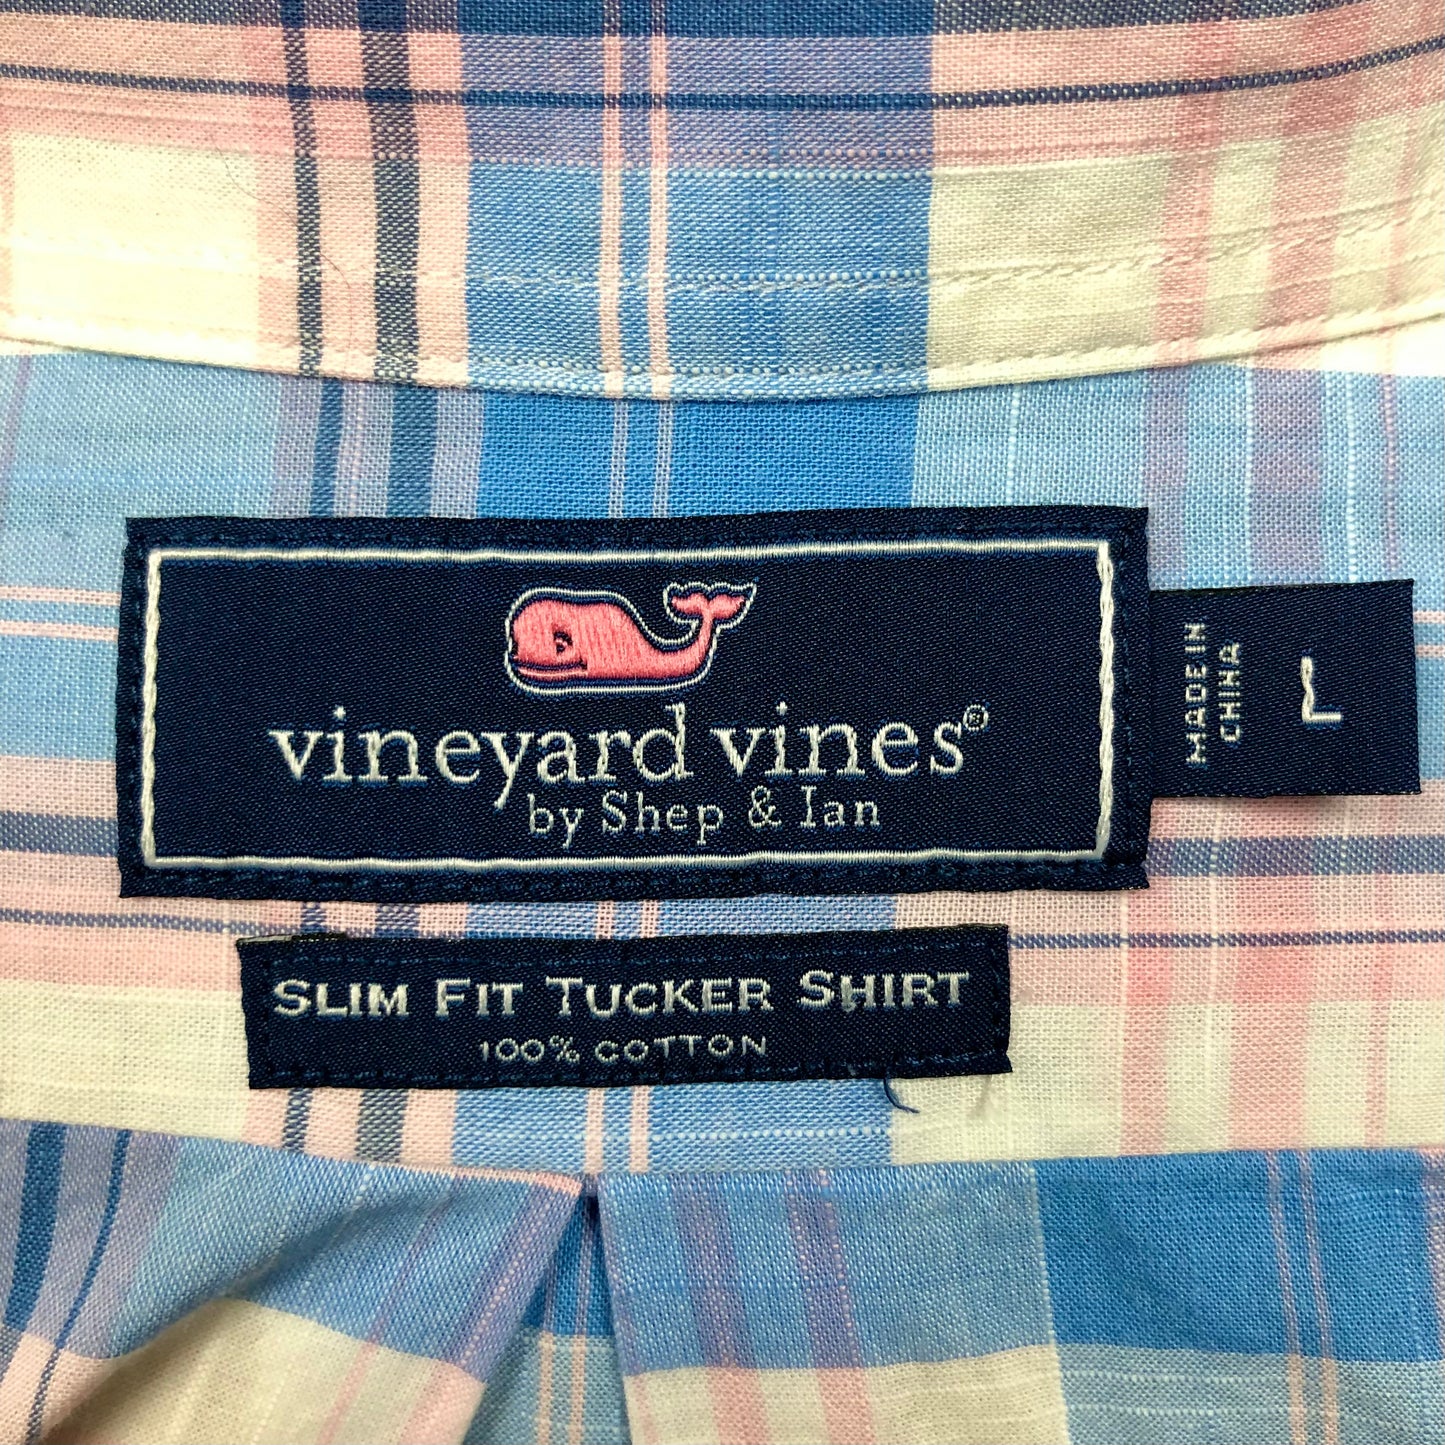 vineyard vines®
by Shep & Ian
MADE IN
CHINA
L
SLIM FIT TUCKER SHIRT
100% COTTON